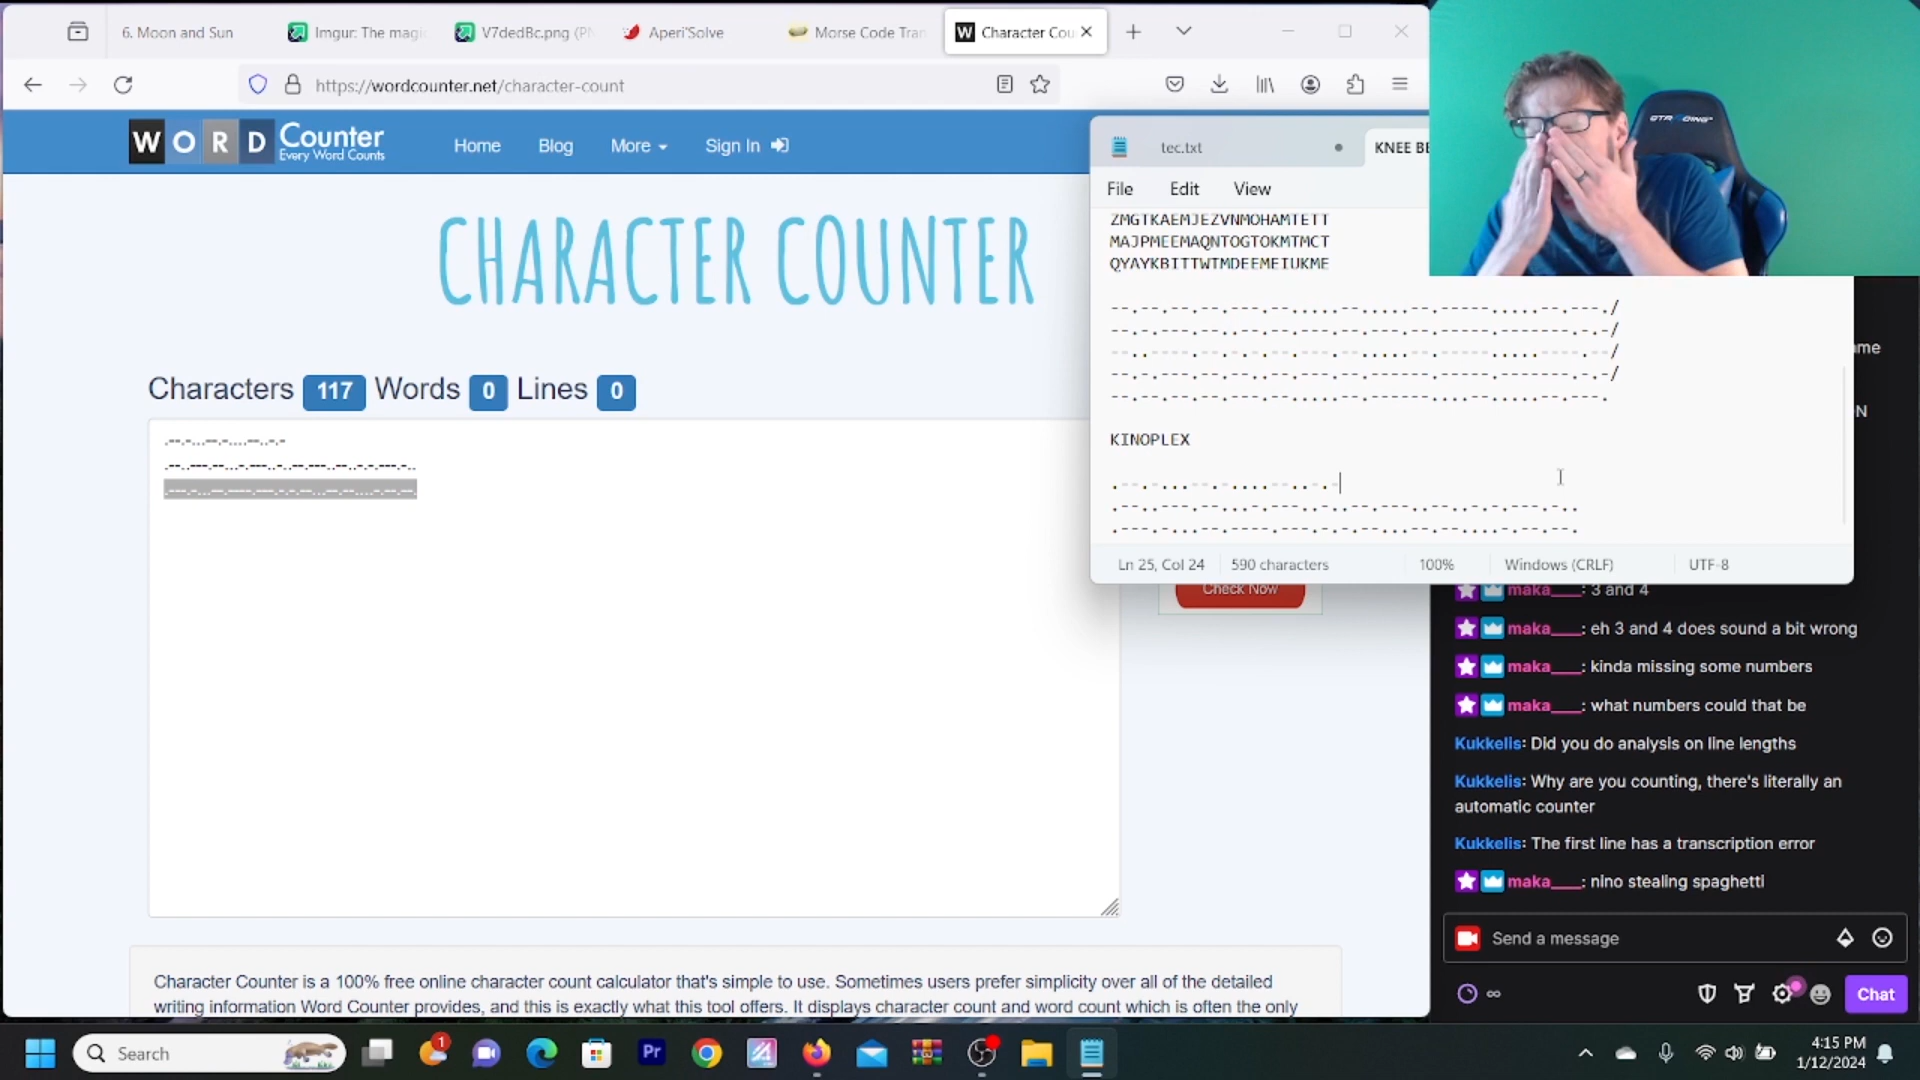 6. Moon and Sun
Imgur: The magic
V7dedBc.png (PN
Aperi'Solve
Morse Code Tran
Character Cou
https://wordcounter.net/character-count
WORD Counter
Every Word Counts
Home
Blog
More
Sign In
CHARACTER COUNTER
Characters 117 Words 0 Lines 0
tec.txt
KNEE BE
File
Edit
View
ZMGTKAEMJEZVNMOHAMTETT
MAJPMEEMAQNTOGTOKMTMCT
QYAYKBITTWTMDEEMEIUKME
KINOPLEX
Ln 25, Col 24
590 characters
100%
Windows (CRLF)
UTF-8
Check Now
GTRACING
ame
N
maka___: 3 and 4
maka___: eh 3 and 4 does sound a bit wrong
maka___: kinda missing some numbers
maka___: what numbers could that be
Kukkelis: Did you do analysis on line lengths
Kukkelis: Why are you counting, there's literally an
automatic counter
Kukkelis: The first line has a transcription error
maka___: nino stealing spaghetti
Send a message
∞
Chat
Character Counter is a 100% free online character count calculator that's simple to use. Sometimes users prefer simplicity over all of the detailed
writing information Word Counter provides, and this is exactly what this tool offers. It displays character count and word count which is often the only
Search
1
Pr
4:15 PM
1/12/2024